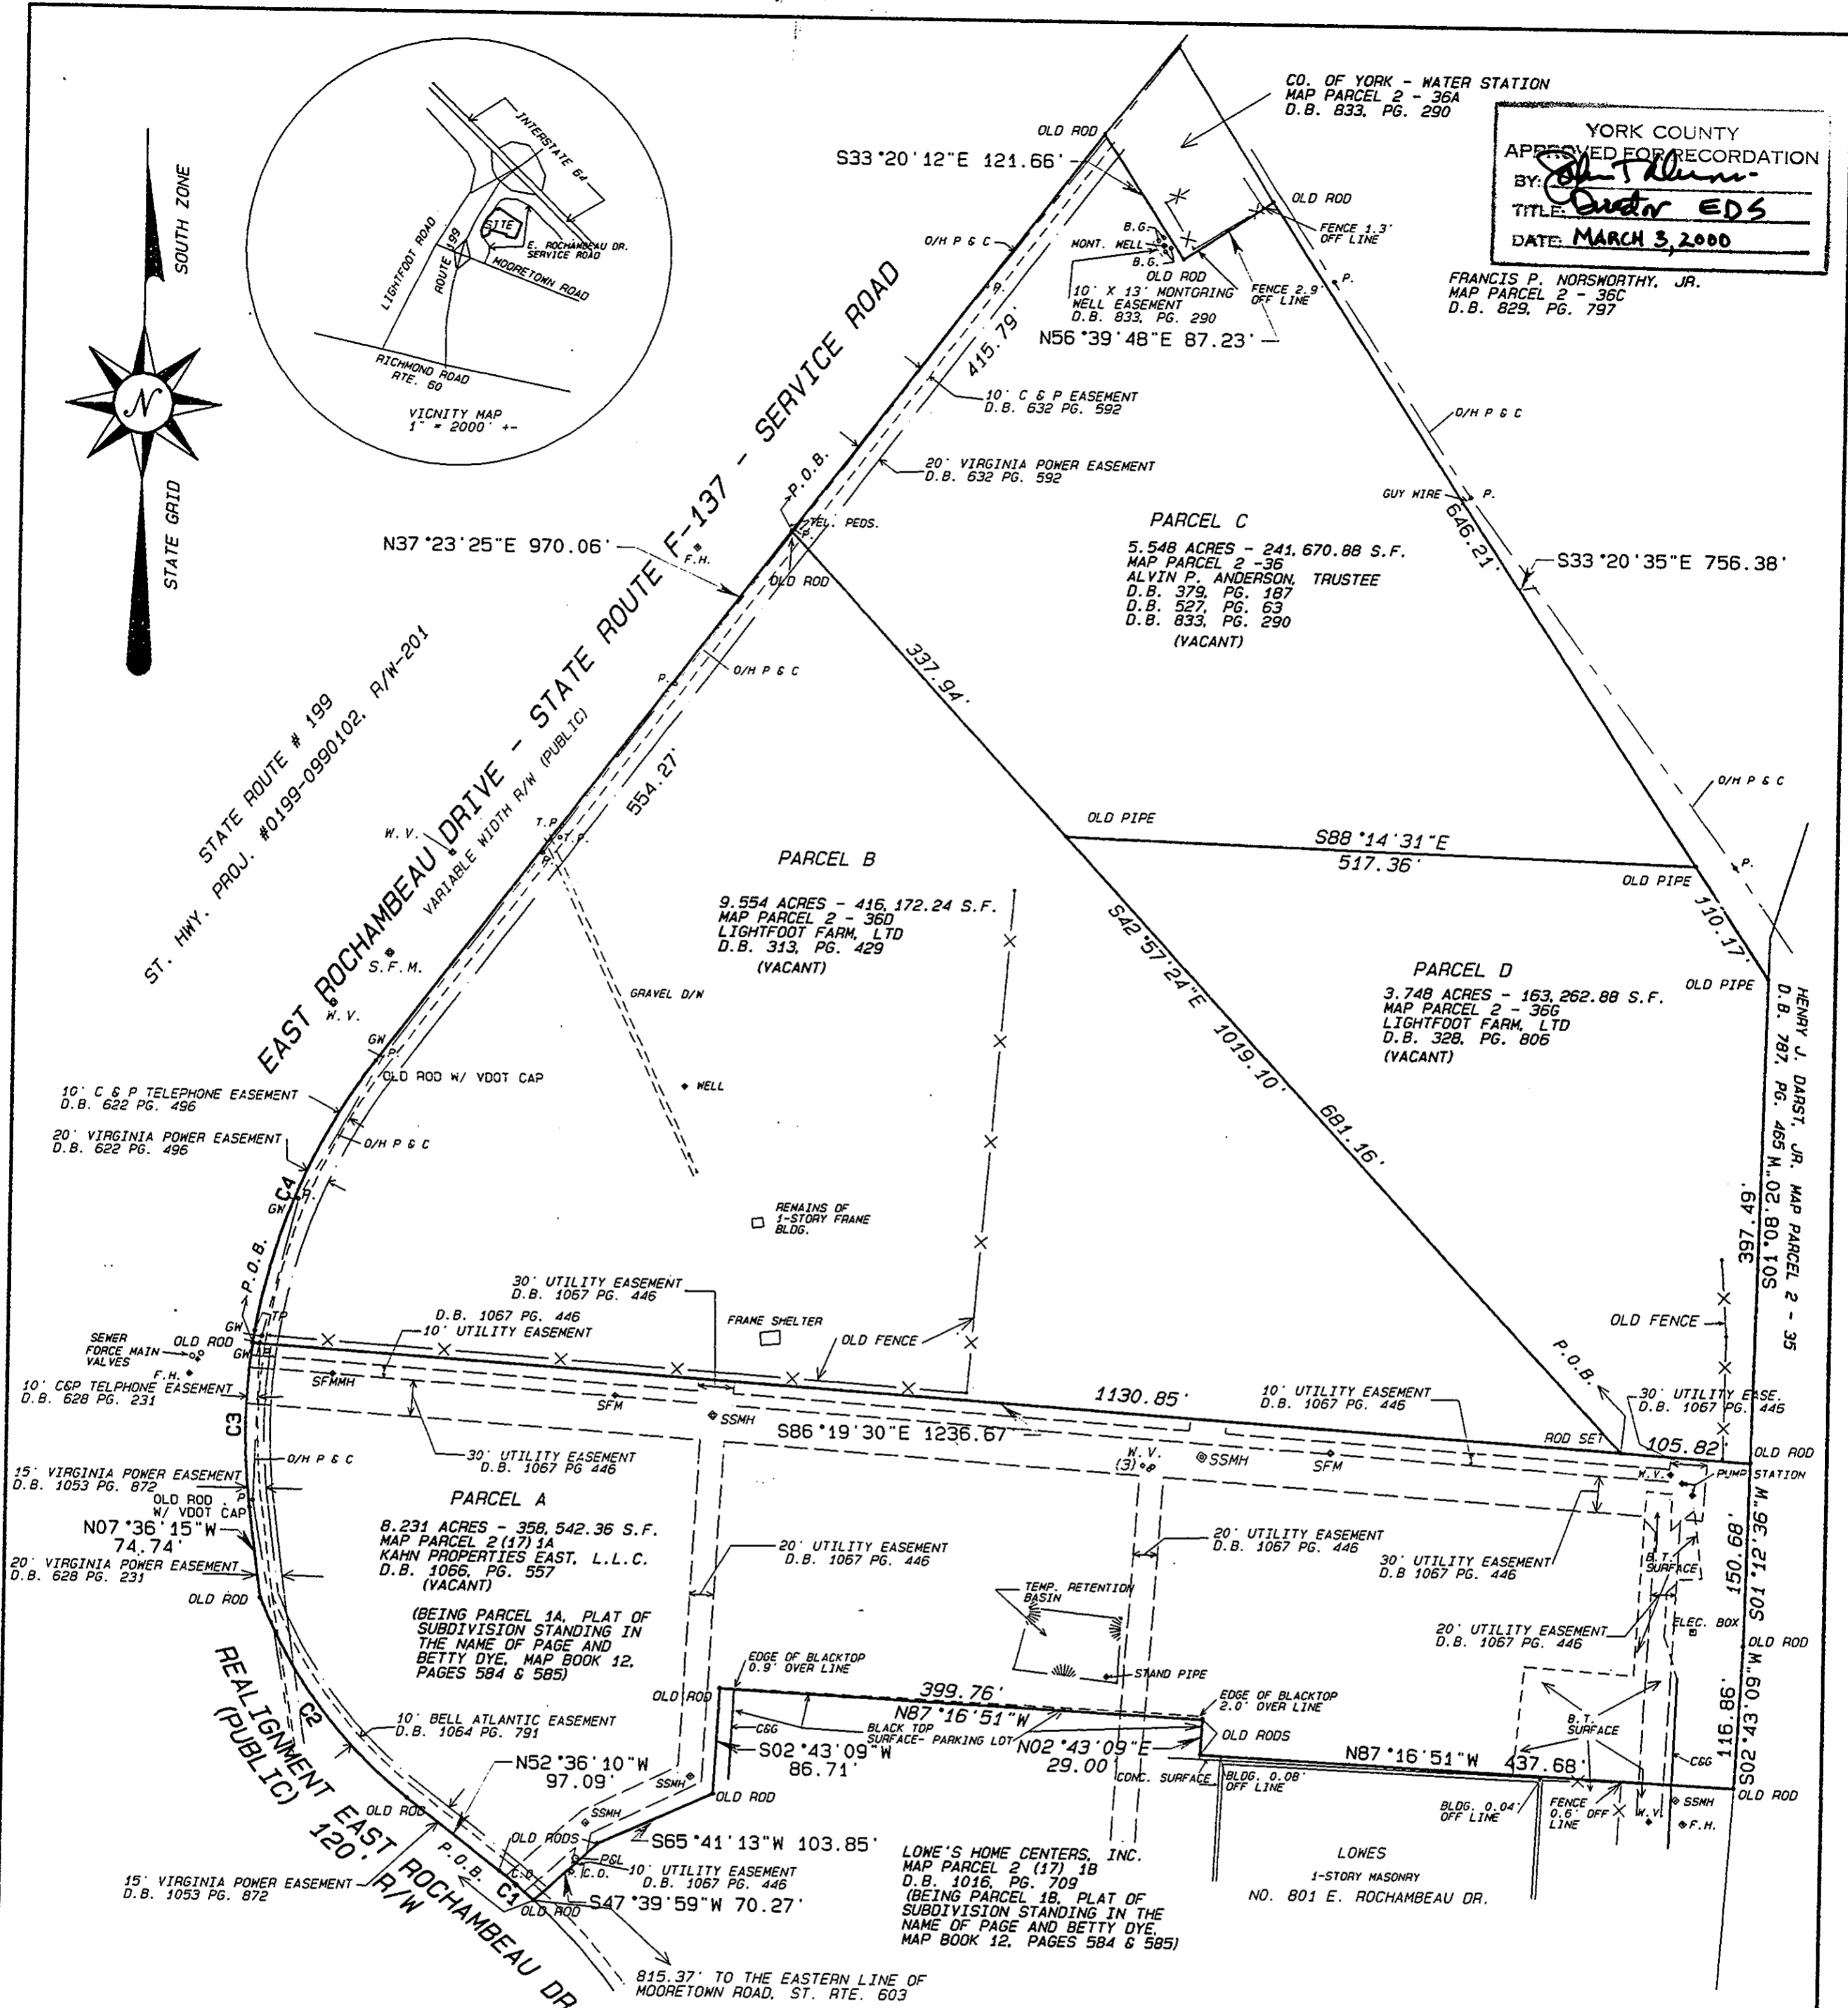 SOUTH ZONE
STATE GRID
N
INTERSTATE 64
LIGHTFOOT ROAD
ROUTE 199
SITE
E. ROCHAMBEAU DR.
SERVICE ROAD
MOORETOWN ROAD
RICHMOND ROAD
RTE. 60
VICNITY MAP
1" = 2000' +-
CO. OF YORK - WATER STATION
MAP PARCEL 2 - 36A
D.B. 833, PG. 290
YORK COUNTY
APPROVED FOR RECORDATION
BY:
TITLE: Director EDS
DATE: MARCH 3, 2000
FRANCIS P. NORSWORTHY, JR.
MAP PARCEL 2 - 36C
D.B. 829, PG. 797
OLD ROD
S33°20'12"E 121.66'
OLD ROD
FENCE 1.3'
OFF LINE
O/H P & C
B.G.
MONT. WELL
B.G.
OLD ROD
10' X 13' MONTORING
WELL EASEMENT
D.B. 833, PG. 290
FENCE 2.9'
OFF LINE
P.
P.
N56°39'48"E 87.23'
415.79'
10' C & P EASEMENT
D.B. 632 PG. 592
O/H P & C
20' VIRGINIA POWER EASEMENT
D.B. 632 PG. 592
P.O.B.
TEL. PEDS.
GUY WIRE
P.
646.21'
S33°20'35"E 756.38'
N37°23'25"E 970.06'
F.H.
OLD ROD
PARCEL C
5.548 ACRES - 241,670.88 S.F.
MAP PARCEL 2 -36
ALVIN P. ANDERSON, TRUSTEE
D.B. 379, PG. 187
D.B. 527, PG. 63
D.B. 833, PG. 290
(VACANT)
EAST ROCHAMBEAU DRIVE - STATE ROUTE F-137 - SERVICE ROAD
VARIABLE WIDTH R/W (PUBLIC)
STATE ROUTE # 199
ST. HWY. PROJ. #0199-0990102, R/W-201
337.94'
P.
O/H P & C
554.27'
O/H P & C
OLD PIPE
S88°14'31"E
517.36'
OLD PIPE
P.
110.17'
W.V.
T.P.
T.P.
P.
PARCEL B
9.554 ACRES - 416,172.24 S.F.
MAP PARCEL 2 - 36D
LIGHTFOOT FARM, LTD
D.B. 313, PG. 429
(VACANT)
S42°57'24"E 1019.10'
681.16'
PARCEL D
3.748 ACRES - 163,262.88 S.F.
MAP PARCEL 2 - 36G
LIGHTFOOT FARM, LTD
D.B. 328, PG. 806
(VACANT)
OLD PIPE
HENRY J. DARST, JR. MAP PARCEL 2 - 35
D.B. 787, PG. 465
S01°08'20"W
397.49'
S.F.M.
W.V.
GRAVEL D/W
GW
P.
OLD ROD W/ VDOT CAP
WELL
10' C & P TELEPHONE EASEMENT
D.B. 622 PG. 496
20' VIRGINIA POWER EASEMENT
D.B. 622 PG. 496
O/H P & C
C4
P.
GW
REMAINS OF
1-STORY FRAME
BLDG.
P.O.B.
30' UTILITY EASEMENT
D.B. 1067 PG. 446
D.B. 1067 PG. 446
10' UTILITY EASEMENT
FRAME SHELTER
OLD FENCE
OLD FENCE
P.O.B.
TP
GW
OLD ROD
GW
SEWER
FORCE MAIN
VALVES
F.H.
10' C&P TELPHONE EASEMENT
D.B. 628 PG. 231
SFMMH
SFM
SSMH
1130.85'
S86°19'30"E 1236.67'
10' UTILITY EASEMENT
D.B. 1067 PG. 446
30' UTILITY EASE.
D.B. 1067 PG. 446
ROD SET
105.82'
OLD ROD
C3
O/H P & C
30' UTILITY EASEMENT
D.B. 1067 PG 446
W.V.
(3)
SSMH
SFM
W.V.
PUMP STATION
15' VIRGINIA POWER EASEMENT
D.B. 1053 PG. 872
OLD ROD
W/ VDOT CAP
P
N07°36'15"W
74.74'
20' VIRGINIA POWER EASEMENT
D.B. 628 PG. 231
OLD ROD
PARCEL A
8.231 ACRES - 358,542.36 S.F.
MAP PARCEL 2(17)1A
KAHN PROPERTIES EAST, L.L.C.
D.B. 1066, PG. 557
(VACANT)
(BEING PARCEL 1A, PLAT OF
SUBDIVISION STANDING IN
THE NAME OF PAGE AND
BETTY DYE, MAP BOOK 12,
PAGES 584 & 585)
20' UTILITY EASEMENT
D.B. 1067 PG. 446
20' UTILITY EASEMENT
D.B. 1067 PG. 446
30' UTILITY EASEMENT
D.B 1067 PG. 446
B.T.
SURFACE
S01°12'36"W
150.68'
TEMP. RETENTION
BASIN
STAND PIPE
20' UTILITY EASEMENT
D.B. 1067 PG. 446
ELEC. BOX
OLD ROD
EDGE OF BLACKTOP
0.9' OVER LINE
OLD ROD
399.76'
N87°16'51"W
C&G
BLACK TOP
SURFACE- PARKING LOT
EDGE OF BLACKTOP
2.0' OVER LINE
OLD RODS
S02°43'09"W
86.71'
N02°43'09"E
29.00'
CONC. SURFACE
N87°16'51"W 437.68'
B.T.
SURFACE
C&G
116.86'
S02°43'09"W
C2
10' BELL ATLANTIC EASEMENT
D.B. 1064 PG. 791
N52°36'10"W
97.09'
SSMH
OLD ROD
BLDG. 0.08'
OFF LINE
BLDG. 0.04'
OFF LINE
FENCE
0.6' OFF
LINE
W.V.
SSMH
F.H.
OLD ROD
REALIGNMENT EAST ROCHAMBEAU DR
(PUBLIC) 120' R/W
OLD ROD
SSMH
OLD RODS
S65°41'13"W 103.85'
P&L
C.O.
10' UTILITY EASEMENT
D.B. 1067 PG. 446
P.O.B.
C.O.
C1
OLD ROD
S47°39'59"W 70.27'
15' VIRGINIA POWER EASEMENT
D.B. 1053 PG. 872
LOWE'S HOME CENTERS, INC.
MAP PARCEL 2 (17) 1B
D.B. 1016, PG. 709
(BEING PARCEL 1B, PLAT OF
SUBDIVISION STANDING IN THE
NAME OF PAGE AND BETTY DYE,
MAP BOOK 12, PAGES 584 & 585)
LOWES
1-STORY MASONRY
NO. 801 E. ROCHAMBEAU DR.
815.37' TO THE EASTERN LINE OF
MOORETOWN ROAD, ST. RTE. 603